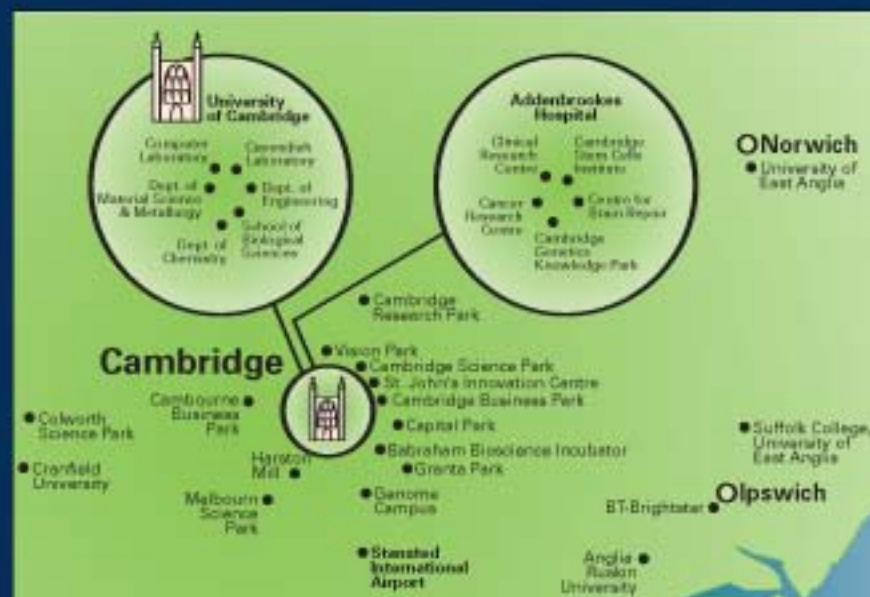 University
of Cambridge
Computer
Laboratory
Cavendish
Laboratory
Dept. of
Material Science
& Metallurgy
Dept. of
Engineering
Dept. of
Chemistry
School of
Biological
Sciences
Addenbrookes
Hospital
Clinical
Research
Centre
Cambridge
Stem Cells
Institute
Cancer
Research
Centre
Centre for
Brain Repair
Cambridge
Genetics
Knowledge Park
Norwich
University of
East Anglia
Cambridge
Research Park
Cambridge
Vision Park
Cambridge Science Park
St. John's Innovation Centre
Cambridge Business Park
Cambourne
Business
Park
Capital Park
Colworth
Science Park
Suffolk College,
University of
East Anglia
Babraham Bioscience Incubator
Harston
Mill
Granta Park
Cranfield
University
Melbourn
Science
Park
Genome
Campus
Ipswich
BT-Brightstar
Stansted
International
Airport
Anglia
Ruskin
University